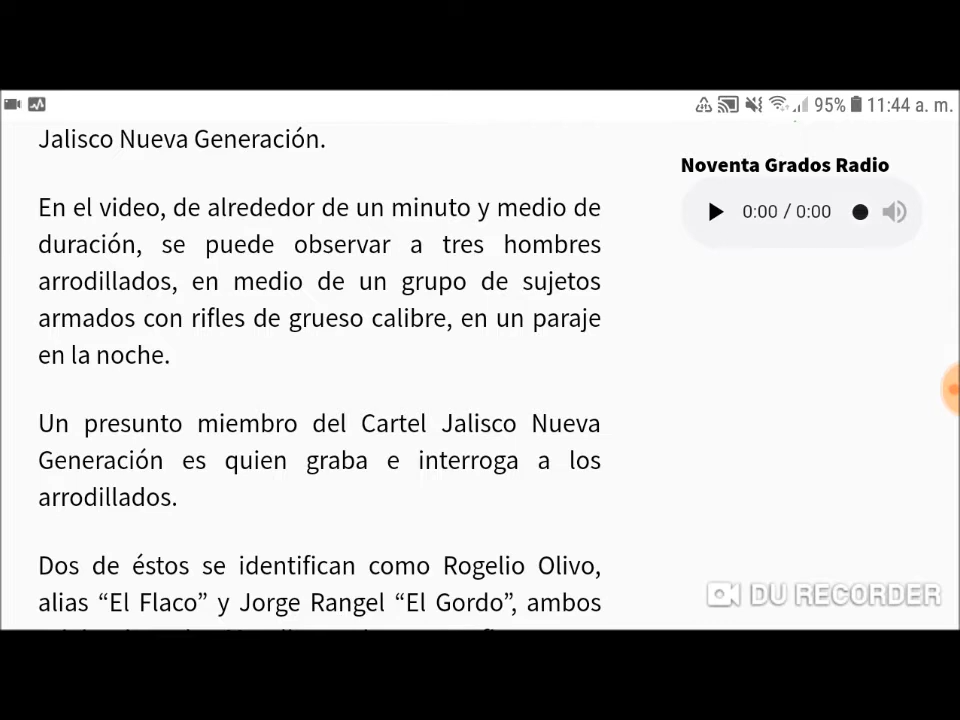 95% 11:44 a. m.
Jalisco Nueva Generación.
Noventa Grados Radio
0:00 / 0:00
En el video, de alrededor de un minuto y medio de
duración, se puede observar a tres hombres
arrodillados, en medio de un grupo de sujetos
armados con rifles de grueso calibre, en un paraje
en la noche.
Un presunto miembro del Cartel Jalisco Nueva
Generación es quien graba e interroga a los
arrodillados.
Dos de éstos se identifican como Rogelio Olivo,
alias “El Flaco” y Jorge Rangel “El Gordo”, ambos
DU RECORDER